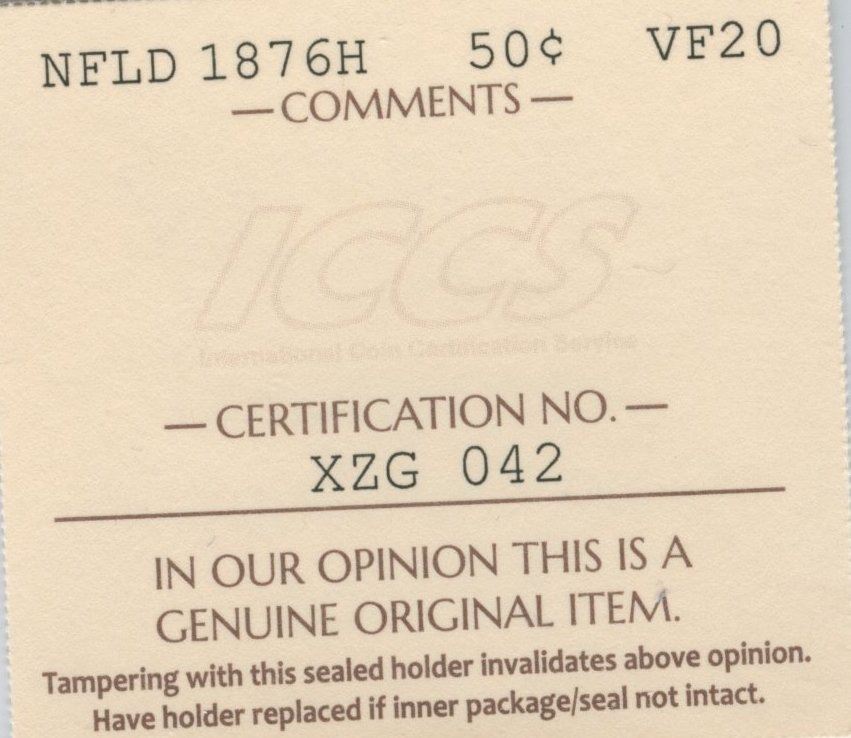 NFLD 1876H 50¢ VF20
— COMMENTS —
ICCS
International Coin Certification Service
— CERTIFICATION NO. —
XZG 042
IN OUR OPINION THIS IS A
GENUINE ORIGINAL ITEM.
Tampering with this sealed holder invalidates above opinion.
Have holder replaced if inner package/seal not intact.